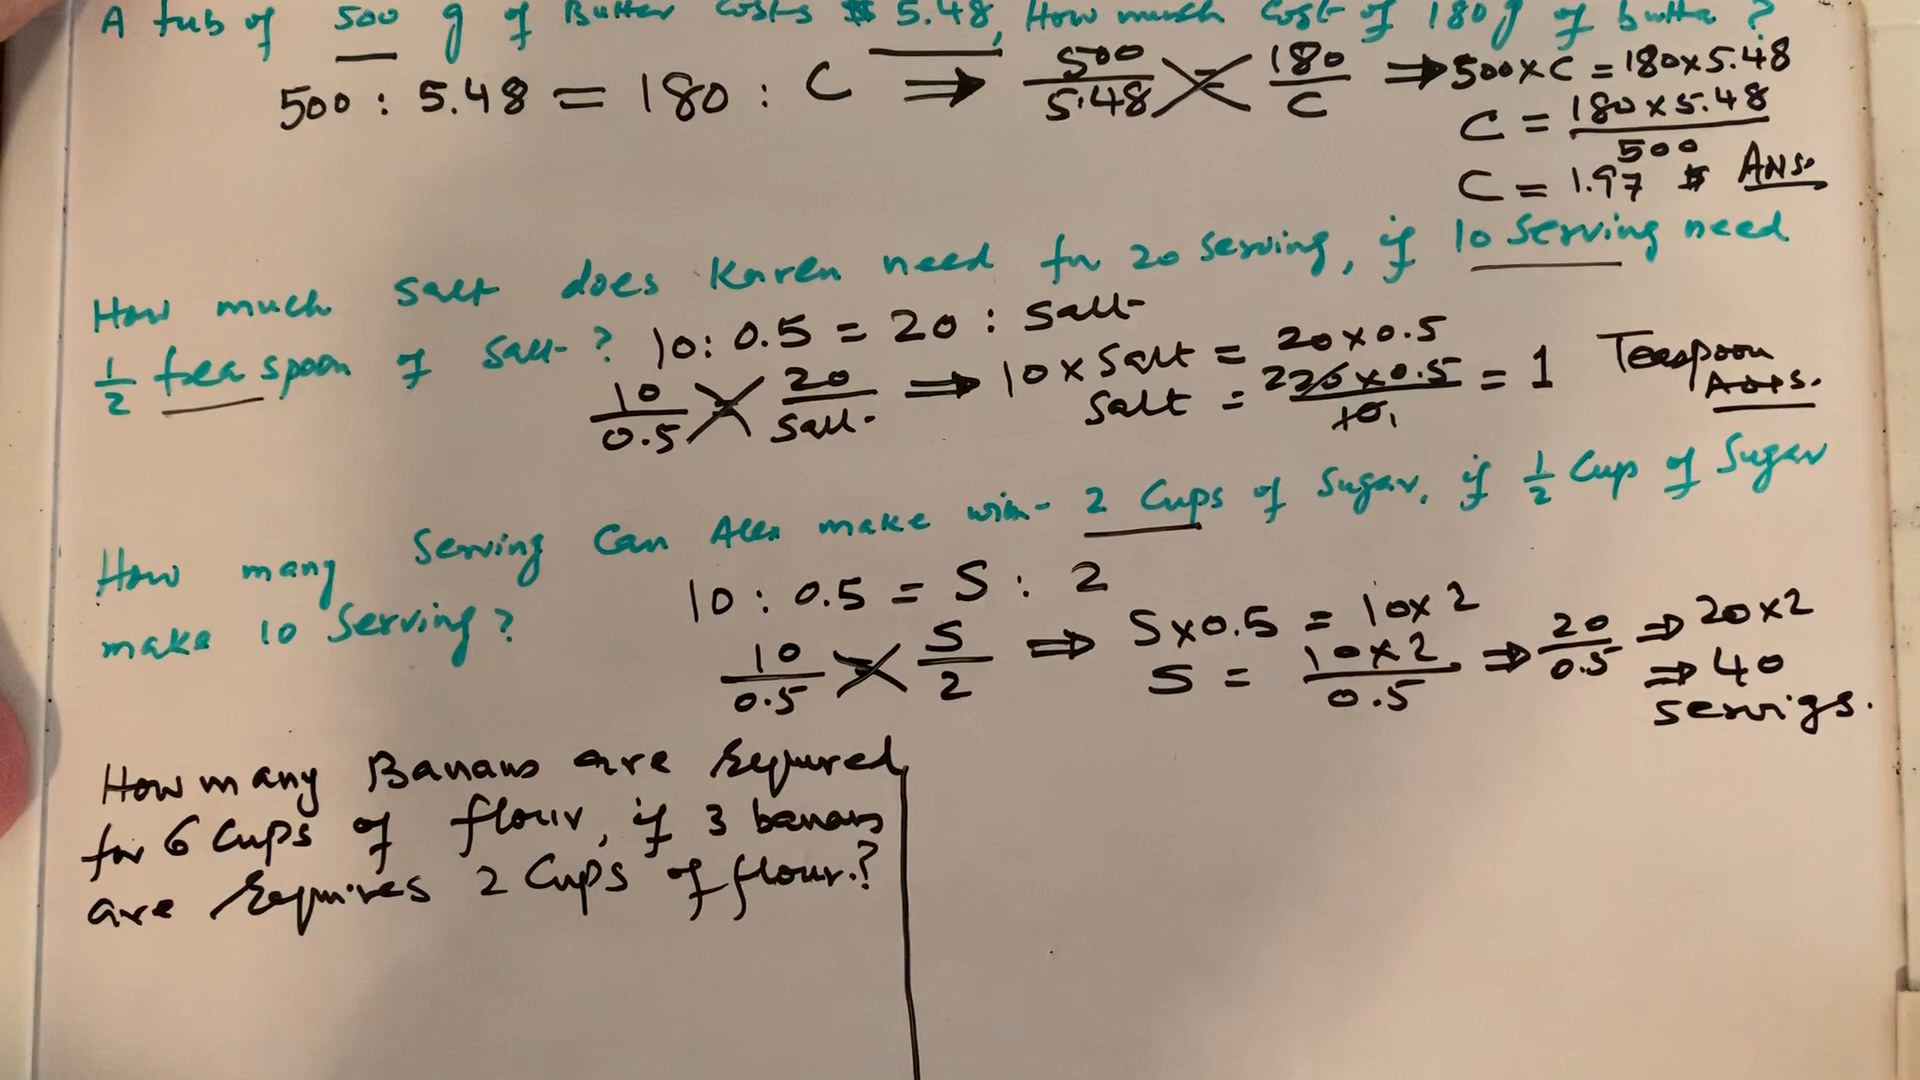 A tub of 500 g of Butter costs $ 5.48, How much cost of 180 g of butter ?
500 : 5.48 = 180 : C ⇒ 500/5.48 = 180/C ⇒ 500×C = 180×5.48
C = 180×5.48/500
C = 1.97 $ Ans.
How much salt does Karen need for 20 serving, if 10 serving need
1/2 tea spoon of salt ? 10 : 0.5 = 20 : Salt
10/0.5 = 20/Salt ⇒ 10 × Salt = 20×0.5
Salt = 2 20×0.5/10 1 = 1 Teaspoon
Ans.
How many Serving Can Alex make with 2 Cups of Sugar, if 1/2 Cup of Sugar
make 10 Serving ? 10 : 0.5 = S : 2
10/0.5 = S/2 ⇒ S×0.5 = 10×2
S = 10×2/0.5 ⇒ 20/0.5 ⇒ 20×2
⇒ 40
servigs.
How many Bananas are required
for 6 Cups of flour, if 3 bananas
are requires 2 Cups of flour.?